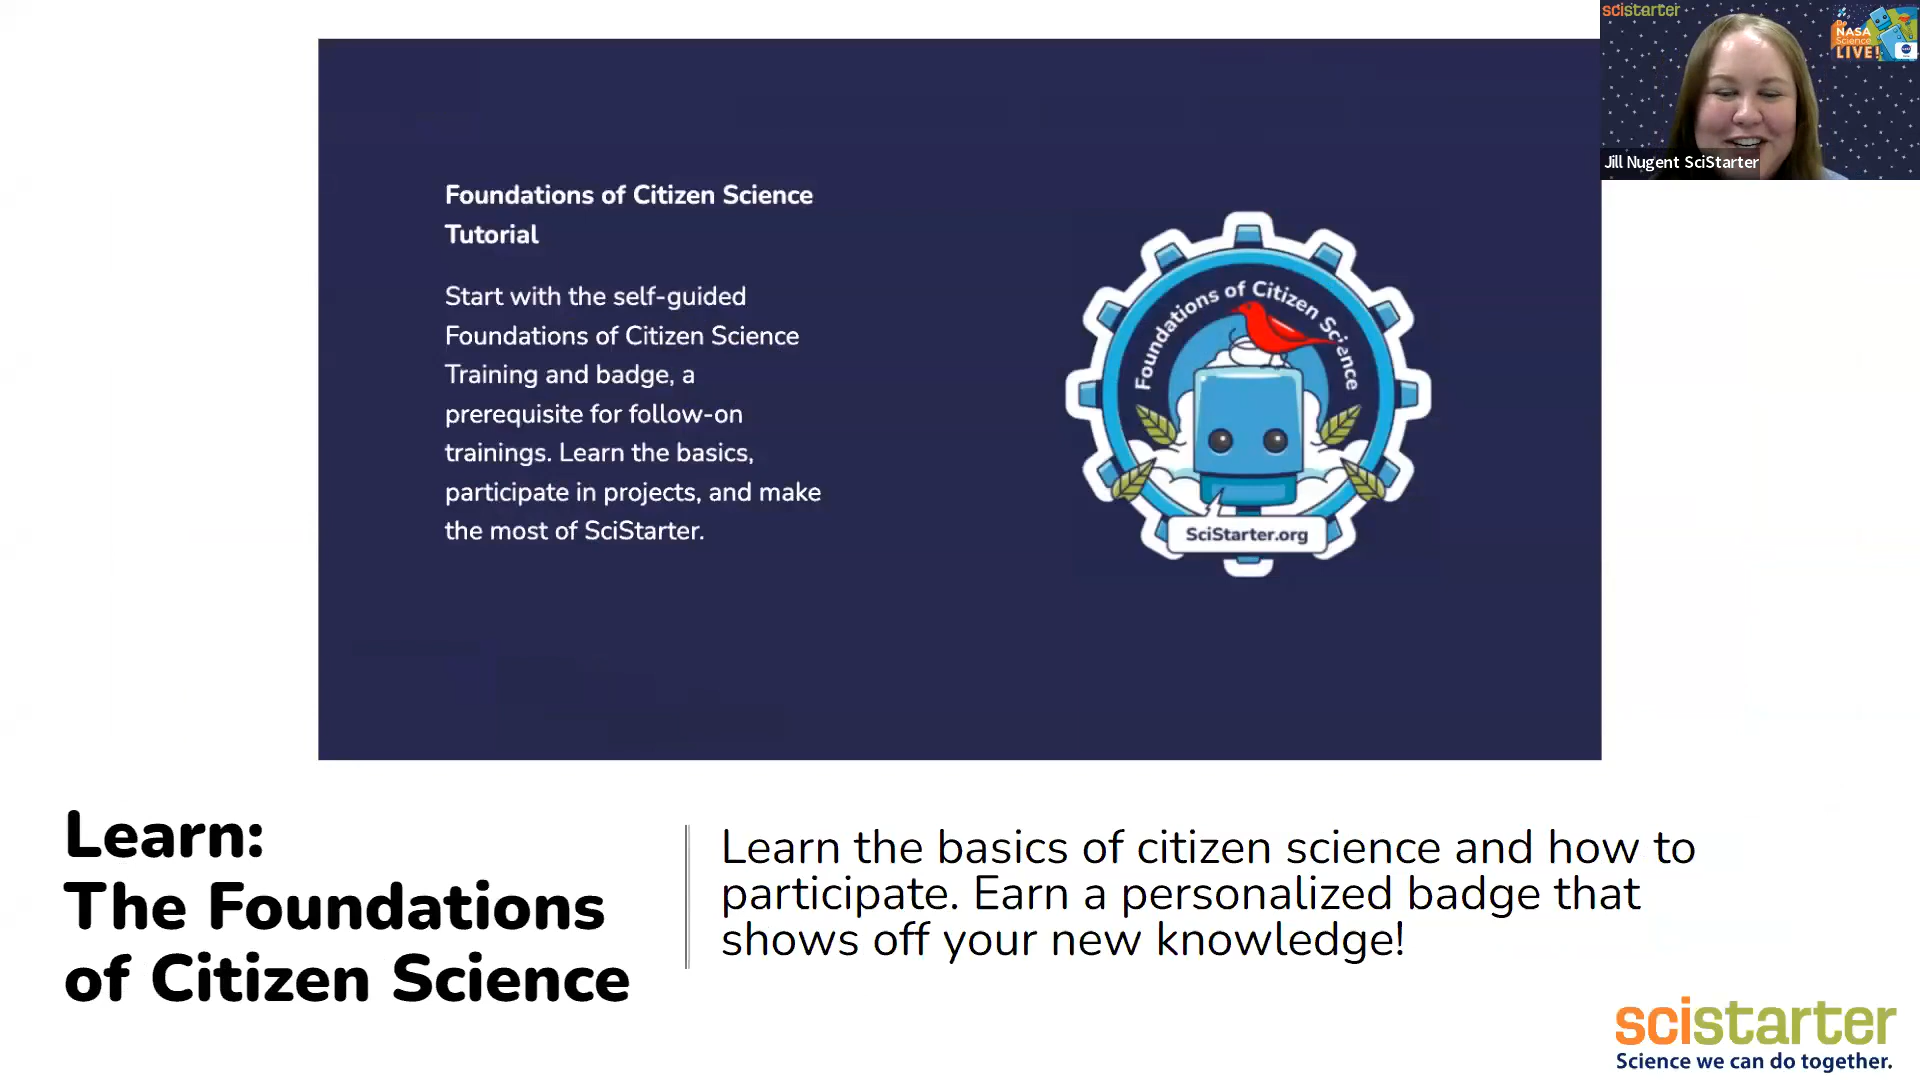 Foundations of Citizen Science
Tutorial
Start with the self-guided
Foundations of Citizen Science
Training and badge, a
prerequisite for follow-on
trainings. Learn the basics,
participate in projects, and make
the most of SciStarter.
Foundations of Citizen Science
SciStarter.org
scistarter
NASA
Science
LIVE!
Jill Nugent SciStarter
Learn:
The Foundations
of Citizen Science
Learn the basics of citizen science and how to
participate. Earn a personalized badge that
shows off your new knowledge!
scistarter
Science we can do together.